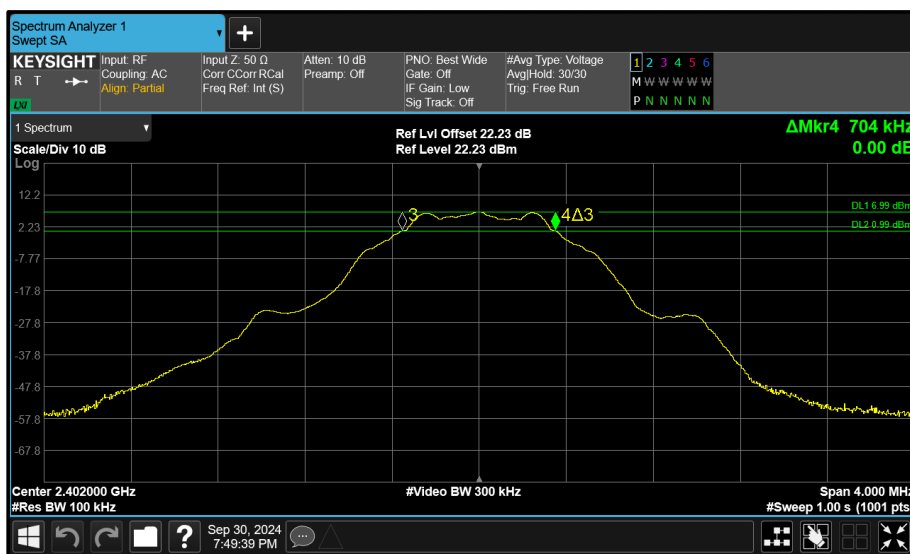 Spectrum Analyzer 1
Swept SA
KEYSIGHT
R T
LXI
Input: RF
Coupling: AC
Align: Partial
Input Z: 50 Ω
Corr CCorr RCal
Freq Ref: Int (S)
Atten: 10 dB
Preamp: Off
PNO: Best Wide
Gate: Off
IF Gain: Low
Sig Track: Off
#Avg Type: Voltage
Avg|Hold: 30/30
Trig: Free Run
1 2 3 4 5 6
M W W W W W
P N N N N N
1 Spectrum
Scale/Div 10 dB
Log
Ref Lvl Offset 22.23 dB
Ref Level 22.23 dBm
ΔMkr4 704 kHz
0.00 dB
12.2
2.23
-7.77
-17.8
-27.8
-37.8
-47.8
-57.8
-67.8
3
4Δ3
DL1 6.99 dBm
DL2 0.99 dBm
Center 2.402000 GHz
#Res BW 100 kHz
#Video BW 300 kHz
Span 4.000 MHz
#Sweep 1.00 s (1001 pts
?
Sep 30, 2024
7:49:39 PM